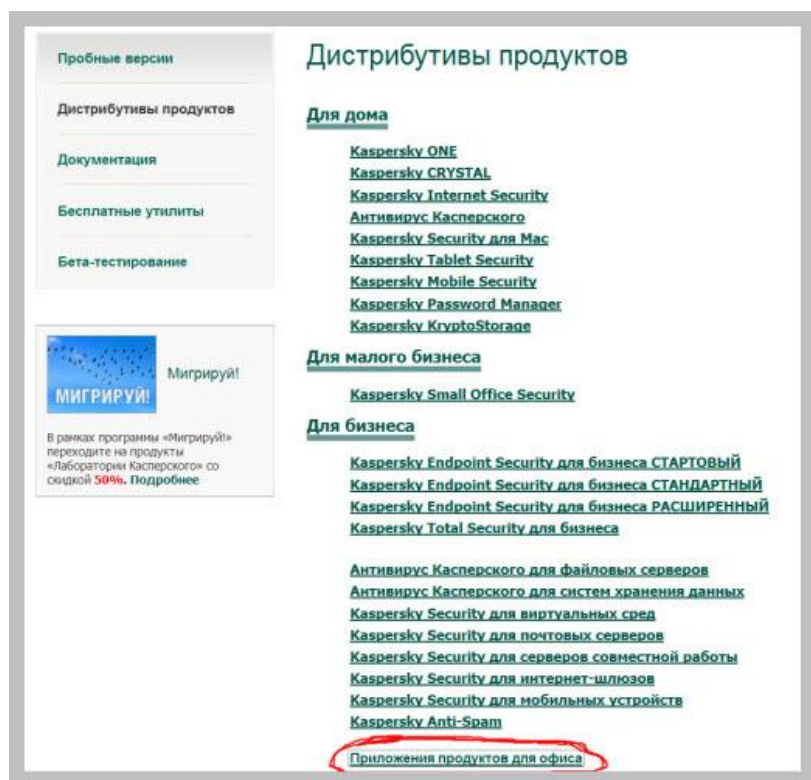 Пробные версии
Дистрибутивы продуктов
Документация
Бесплатные утилиты
Бета-тестирование
МИГРИРУЙ!
Мигрируй!
В рамках программы «Мигрируй!»
переходите на продукты
«Лаборатории Касперского» со
скидкой 50%. Подробнее
Дистрибутивы продуктов
Для дома
Kaspersky ONE
Kaspersky CRYSTAL
Kaspersky Internet Security
Антивирус Касперского
Kaspersky Security для Mac
Kaspersky Tablet Security
Kaspersky Mobile Security
Kaspersky Password Manager
Kaspersky KryptoStorage
Для малого бизнеса
Kaspersky Small Office Security
Для бизнеса
Kaspersky Endpoint Security для бизнеса СТАРТОВЫЙ
Kaspersky Endpoint Security для бизнеса СТАНДАРТНЫЙ
Kaspersky Endpoint Security для бизнеса РАСШИРЕННЫЙ
Kaspersky Total Security для бизнеса
Антивирус Касперского для файловых серверов
Антивирус Касперского для систем хранения данных
Kaspersky Security для виртуальных сред
Kaspersky Security для почтовых серверов
Kaspersky Security для серверов совместной работы
Kaspersky Security для интернет-шлюзов
Kaspersky Security для мобильных устройств
Kaspersky Anti-Spam
Приложения продуктов для офиса